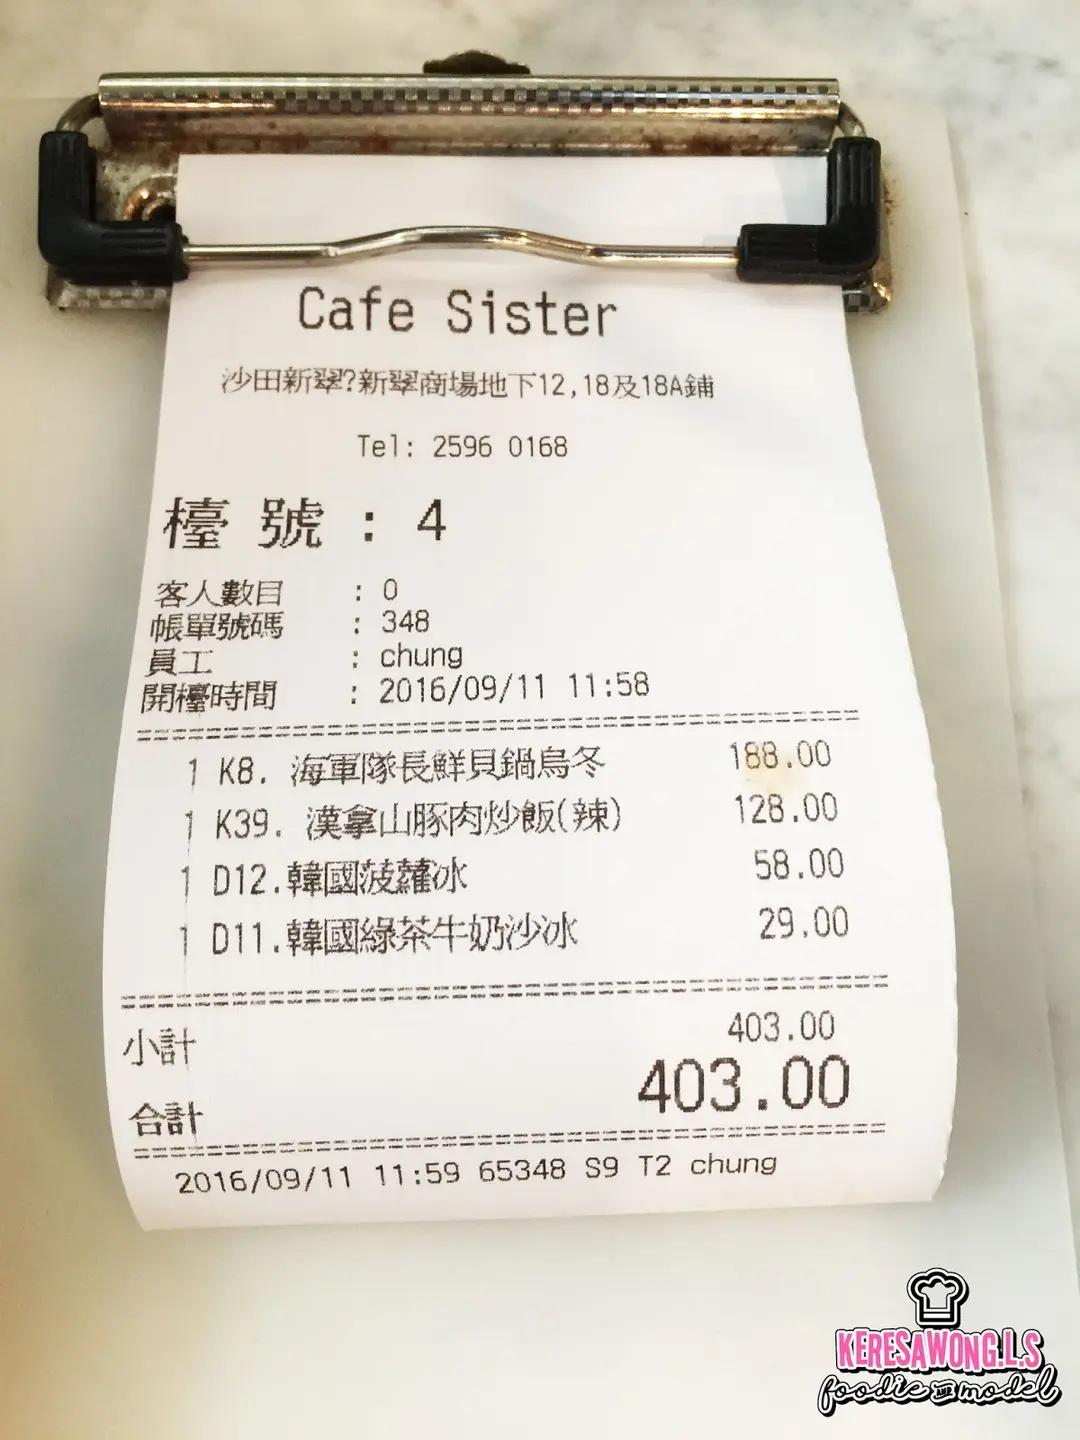 Cafe Sister
沙田新翠?新翠商場地下12,18及18A鋪
Tel: 2596 0168
檯 號 : 4
客人數目 : 0
帳單號碼 : 348
員工 : chung
開檯時間 : 2016/09/11 11:58
1 K8. 海軍隊長鮮貝鍋烏冬 188.00
1 K39. 漢拿山豚肉炒飯(辣) 128.00
1 D12.韓國菠蘿冰 58.00
1 D11.韓國綠茶牛奶沙冰 29.00
小計 403.00
合計 403.00
2016/09/11 11:59 65348 S9 T2 chung
KERESAWONG.L.S
foodie AND model